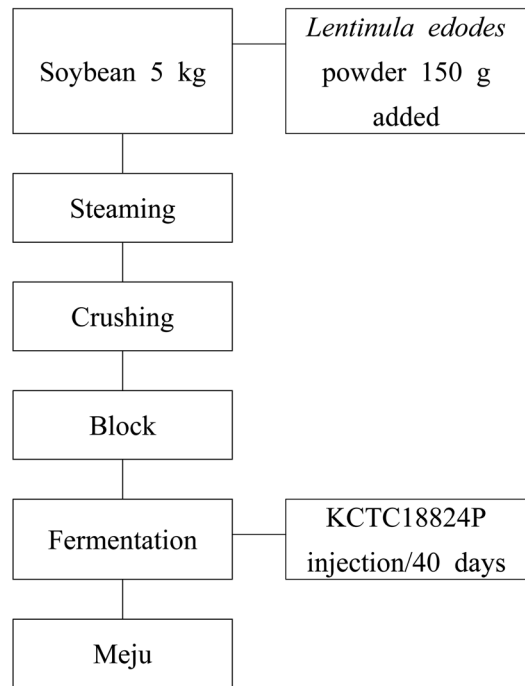 Soybean 5 kg
Lentinula edodes
powder 150 g
added
Steaming
Crushing
Block
Fermentation
KCTC18824P
injection/40 days
Meju